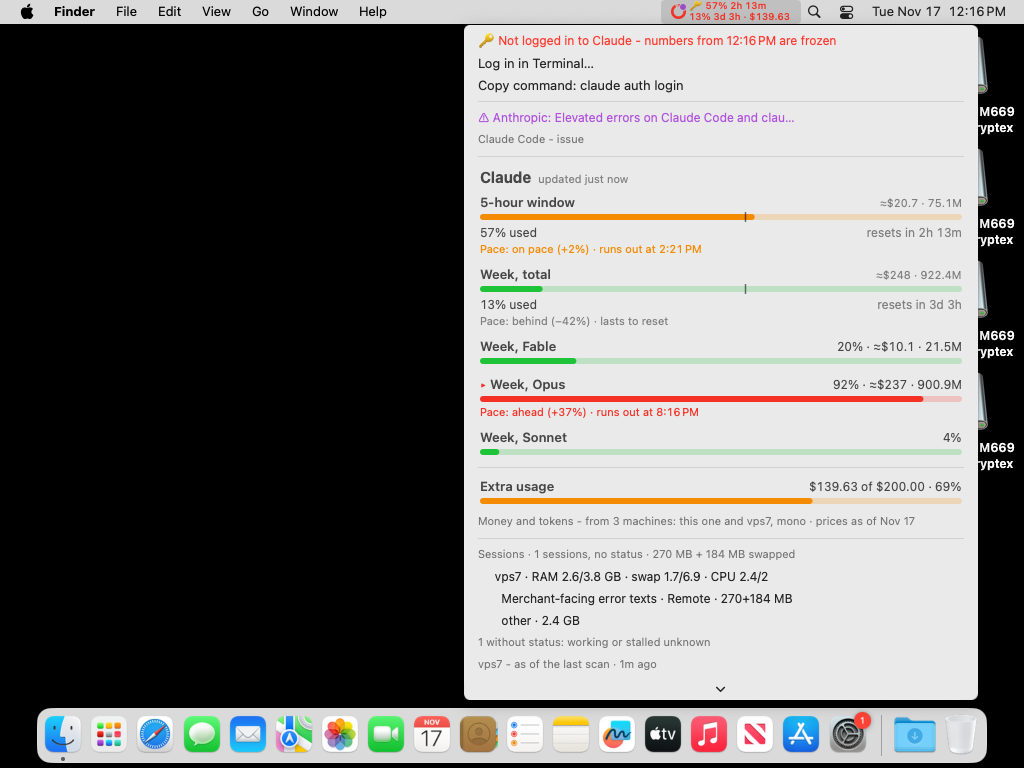 Finder File Edit View Go Window Help
57% 2h 13m
13% 3d 3h · $139.63
Tue Nov 17 12:16 PM
Not logged in to Claude - numbers from 12:16 PM are frozen
Log in in Terminal...
Copy command: claude auth login
Anthropic: Elevated errors on Claude Code and clau...
Claude Code - issue
Claude updated just now
5-hour window ≈$20.7 · 75.1M
57% used resets in 2h 13m
Pace: on pace (+2%) · runs out at 2:21 PM
Week, total ≈$248 · 922.4M
13% used resets in 3d 3h
Pace: behind (−42%) · lasts to reset
Week, Fable 20% · ≈$10.1 · 21.5M
Week, Opus 92% · ≈$237 · 900.9M
Pace: ahead (+37%) · runs out at 8:16 PM
Week, Sonnet 4%
Extra usage $139.63 of $200.00 · 69%
Money and tokens - from 3 machines: this one and vps7, mono · prices as of Nov 17
Sessions · 1 sessions, no status · 270 MB + 184 MB swapped
vps7 · RAM 2.6/3.8 GB · swap 1.7/6.9 · CPU 2.4/2
Merchant-facing error texts · Remote · 270+184 MB
other · 2.4 GB
1 without status: working or stalled unknown
vps7 - as of the last scan · 1m ago
M669
ryptex
M669
ryptex
M669
ryptex
M669
ryptex
NOV
17
tv
1